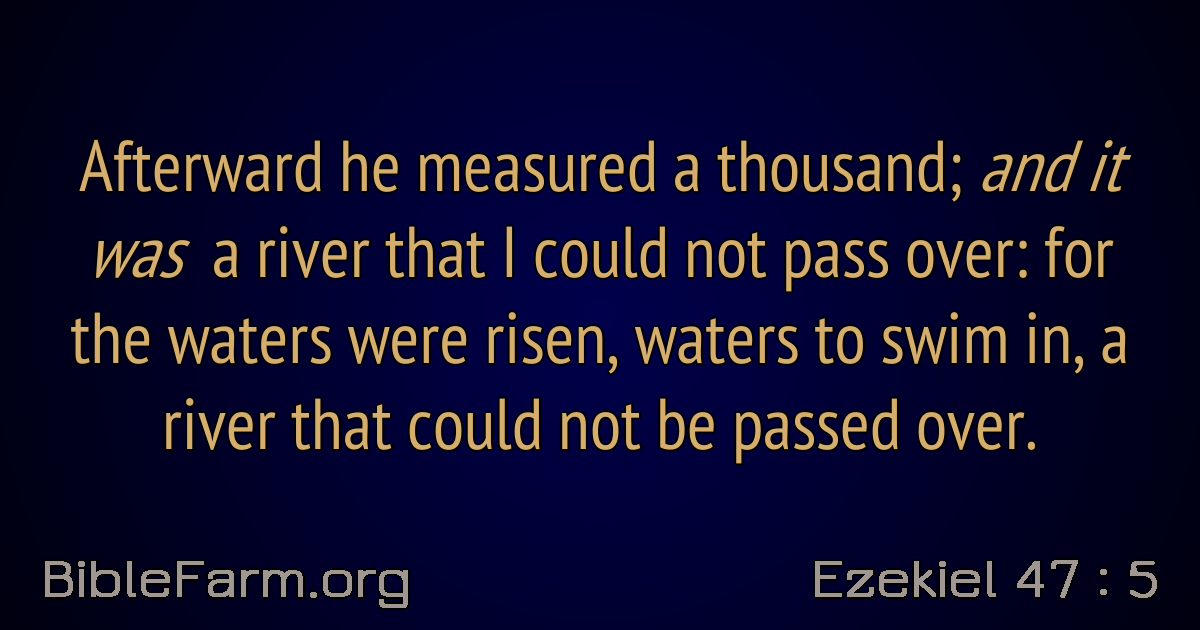 Afterward he measured a thousand; and it
was a river that I could not pass over: for
the waters were risen, waters to swim in, a
river that could not be passed over.
BibleFarm.org
Ezekiel 47 : 5